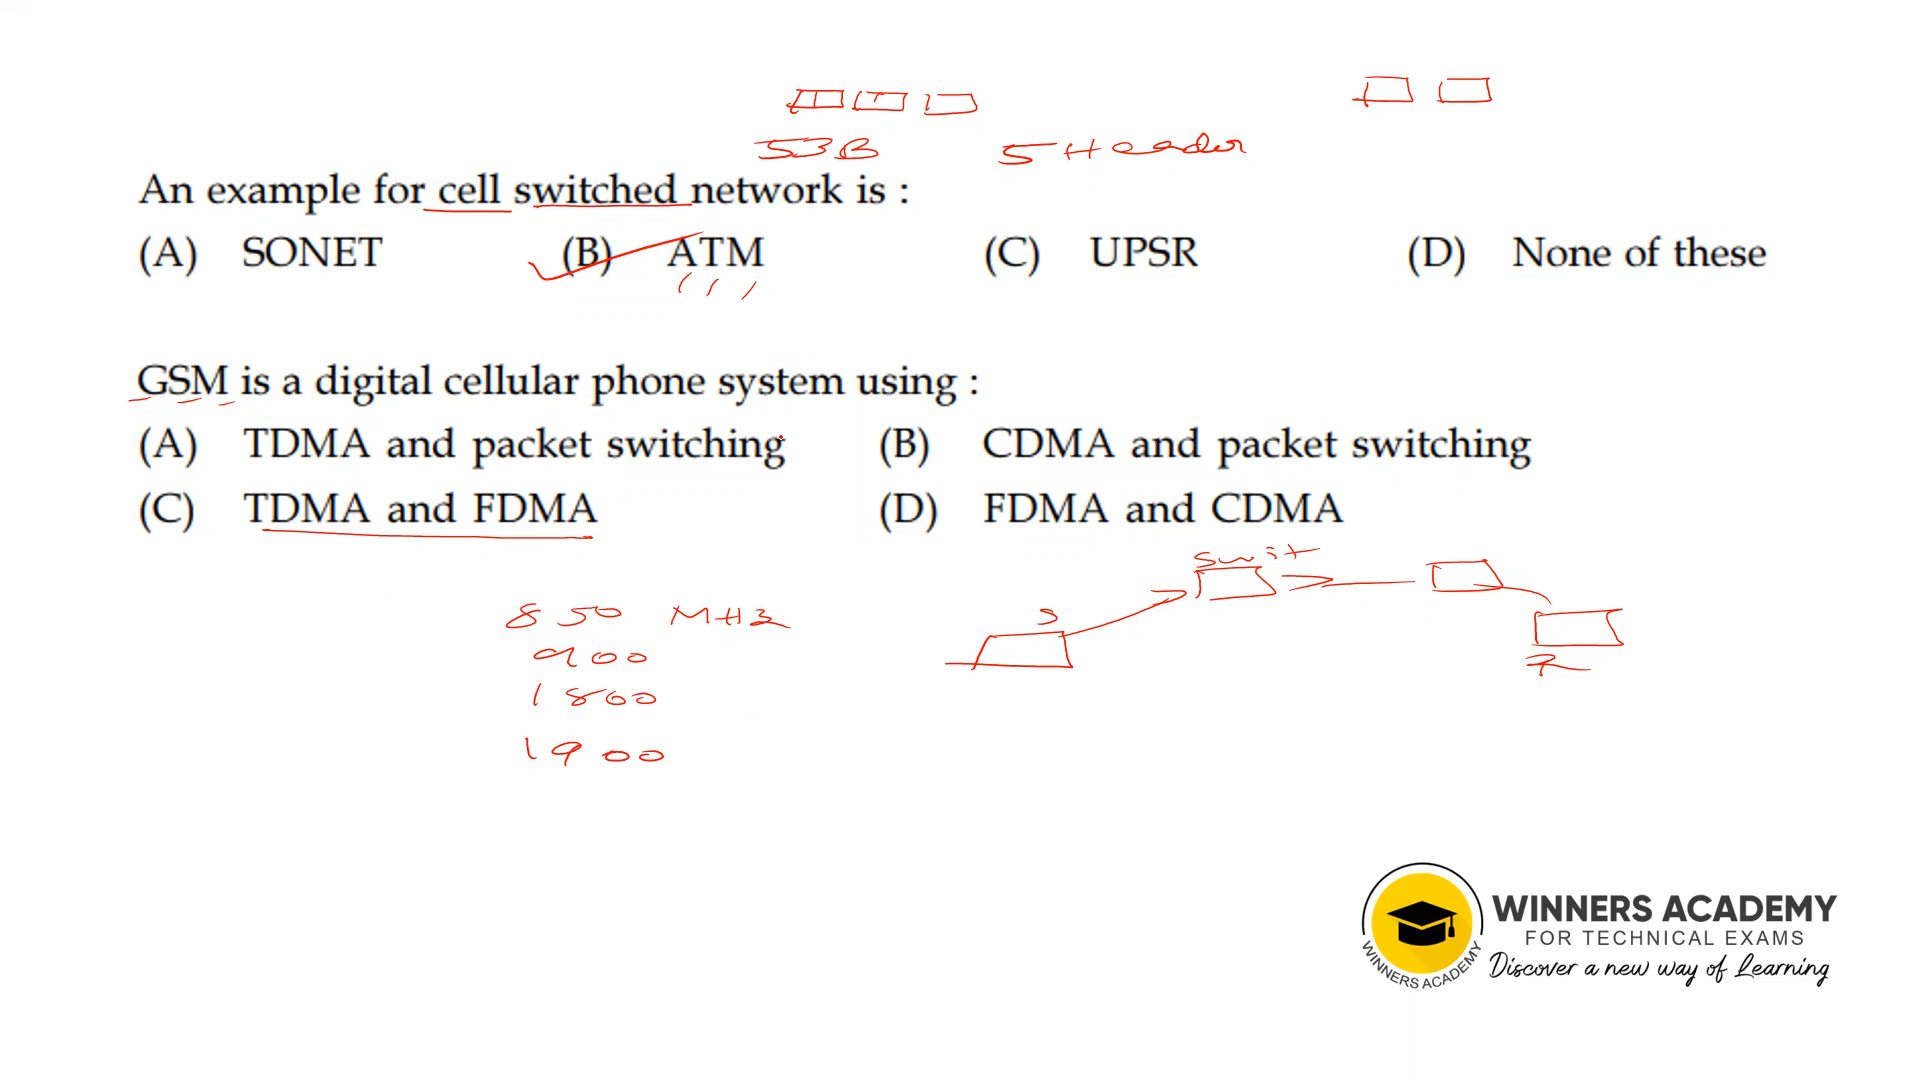 53B 5 Header
An example for cell switched network is :
(A) SONET (B) ATM (C) UPSR (D) None of these
GSM is a digital cellular phone system using :
(A) TDMA and packet switching (B) CDMA and packet switching
(C) TDMA and FDMA (D) FDMA and CDMA
Swit
850 MHz S
900
R
1800
1900
WINNERS ACADEMY
FOR TECHNICAL EXAMS
Discover a new way of Learning
WINNERS ACADEMY